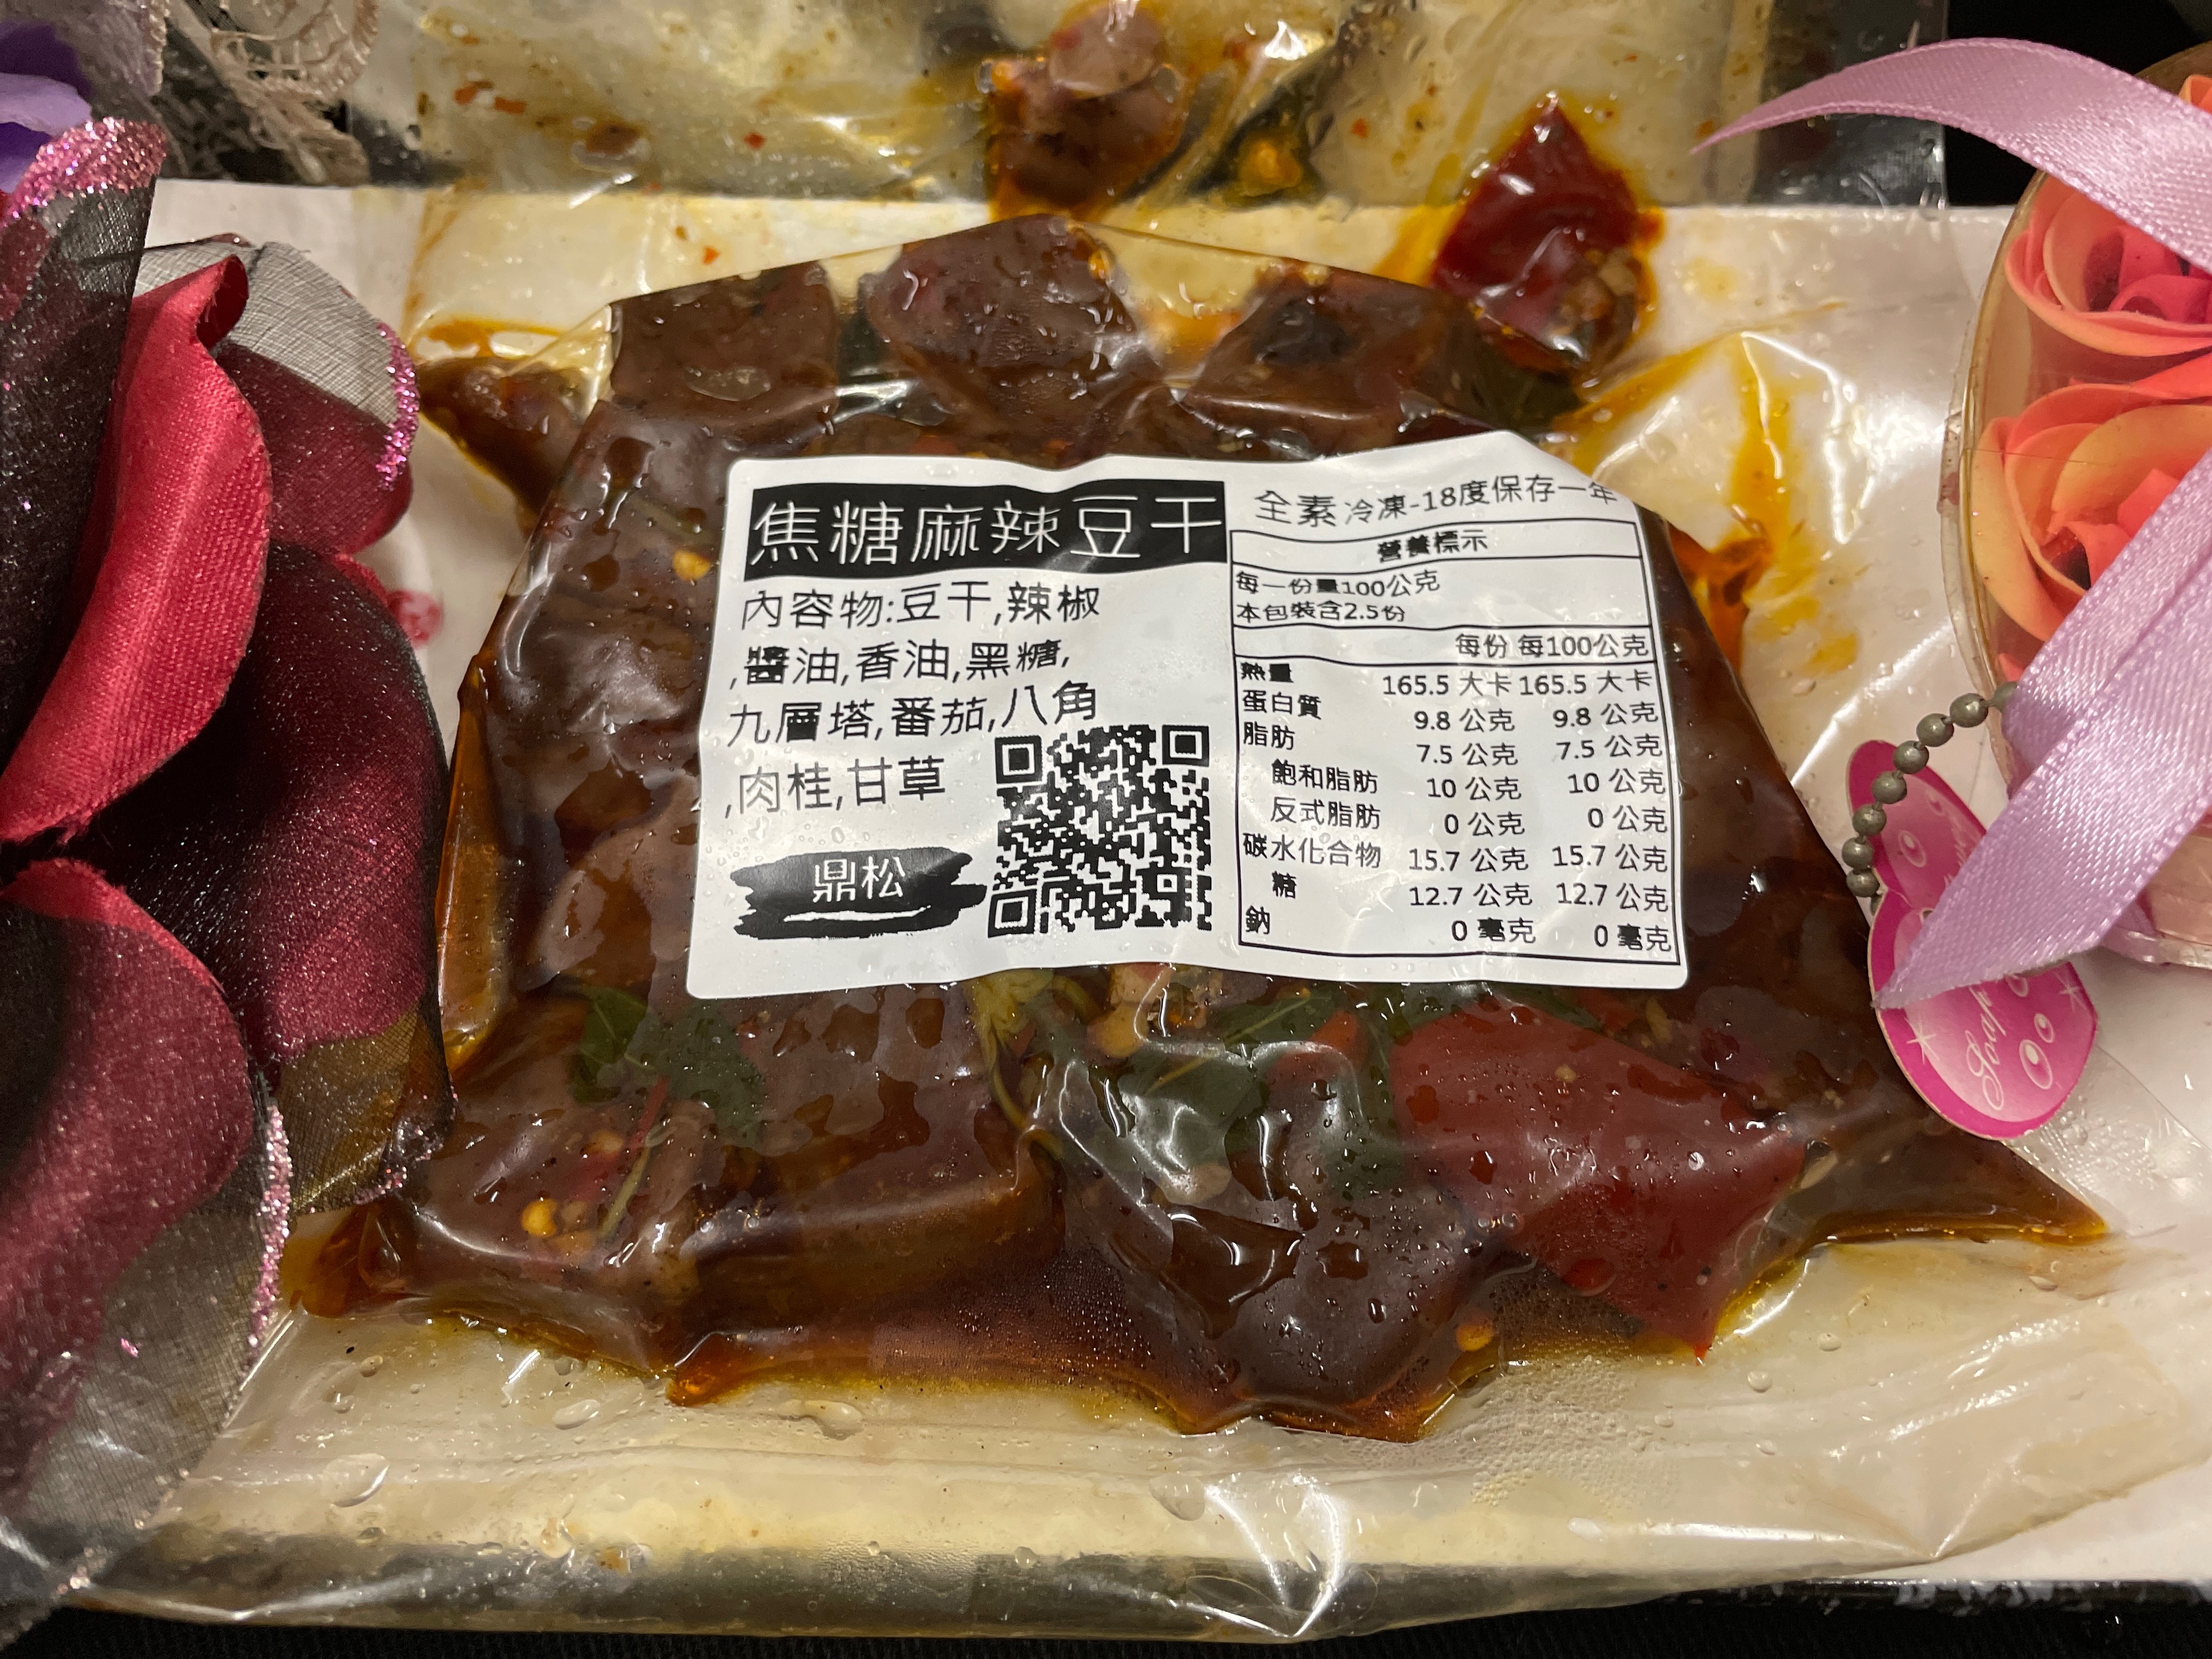 焦糖麻辣豆干
內容物:豆干,辣椒
,醬油,香油,黑糖,
九層塔,番茄,八角
,肉桂,甘草
鼎松
全素 冷凍-18度保存一年
營養標示
每一份量100公克
本包裝含2.5份
每份 每100公克
熱量 165.5 大卡 165.5 大卡
蛋白質 9.8 公克 9.8 公克
脂肪 7.5 公克 7.5 公克
飽和脂肪 10 公克 10 公克
反式脂肪 0 公克 0 公克
碳水化合物 15.7 公克 15.7 公克
糖 12.7 公克 12.7 公克
鈉 0 毫克 0 毫克
Soap